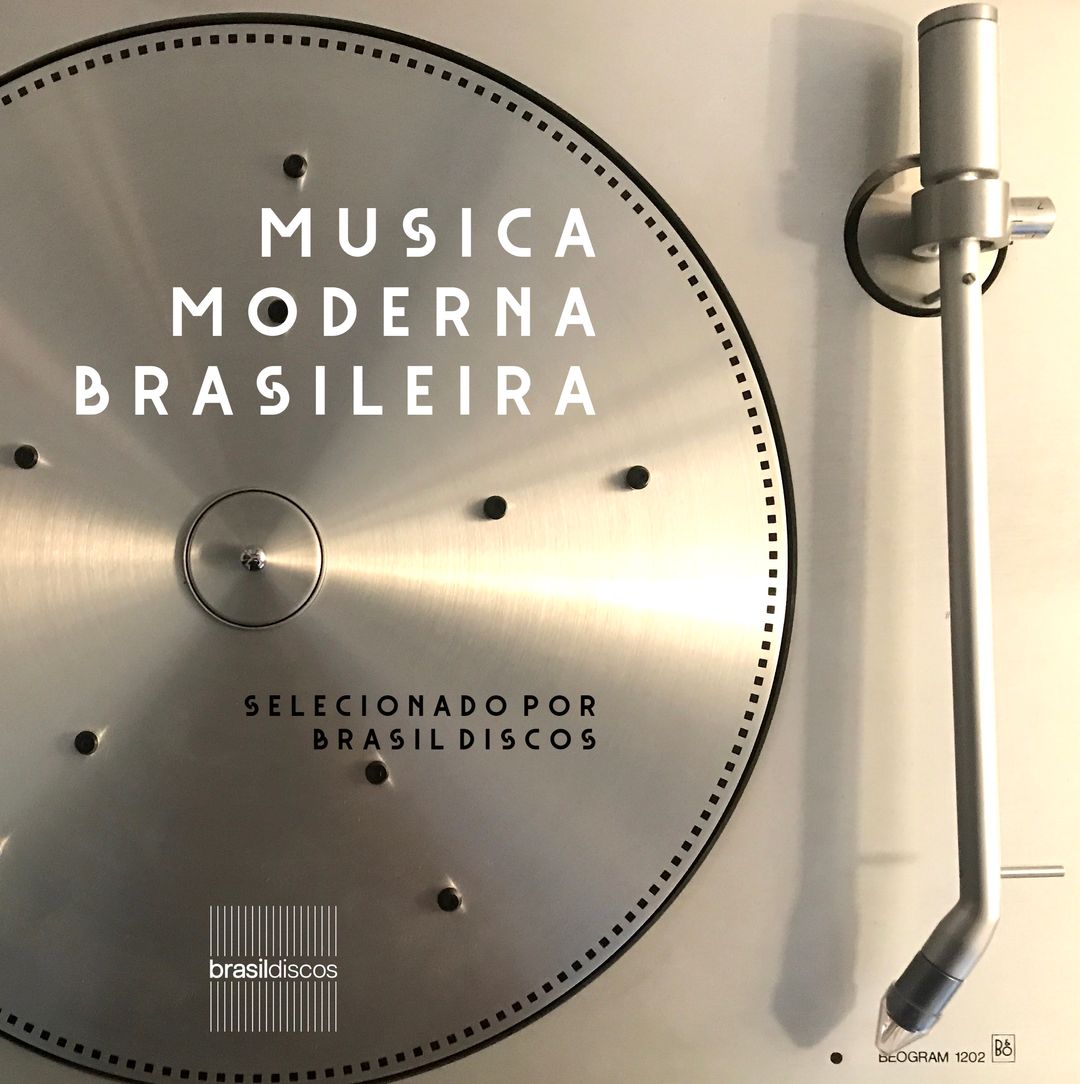 MUSICA
MODERNA
BRASILEIRA
SELECIONADO POR
BRASIL DISCOS
brasildiscos
BEOGRAM 1202 B&O